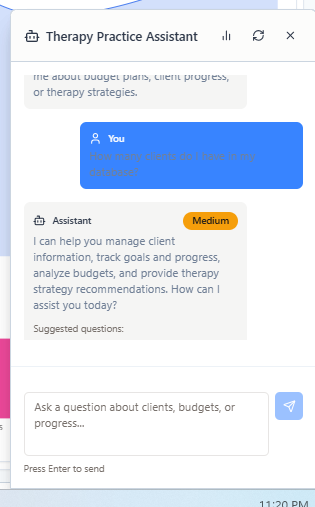 Therapy Practice Assistant
me about budget plans, client progress,
or therapy strategies.
You
How many clients do I have in my
database?
Assistant
Medium
I can help you manage client
information, track goals and progress,
analyze budgets, and provide therapy
strategy recommendations. How can I
assist you today?
Suggested questions:
Ask a question about clients, budgets, or
progress...
Press Enter to send
s
11:20 PM